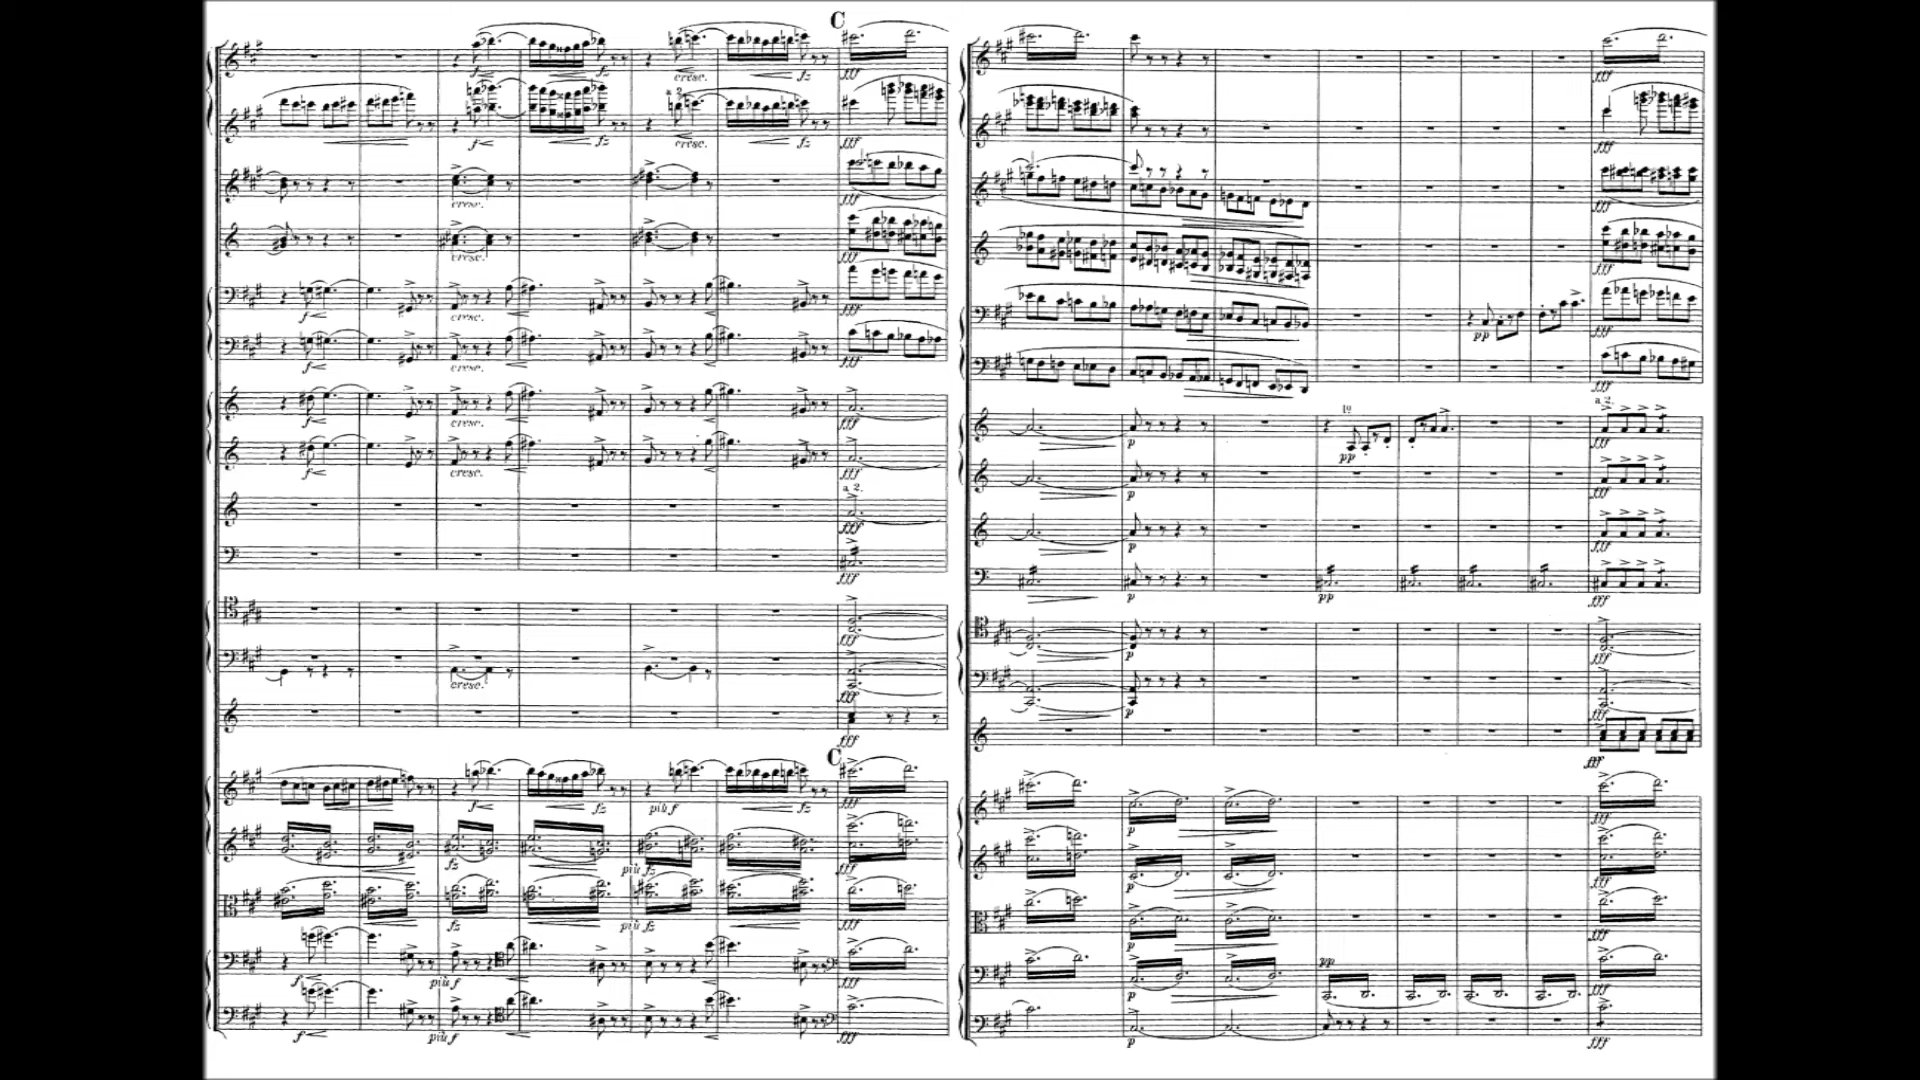 C
f fz cresc. fz fff
a 2.
f fz cresc. fz fff
cresc. fff
cresc. fff
f cresc. fff
f cresc. fff
f cresc. fff
f cresc. fff
a 2.
fff
fff
fff
cresc. fff
fff
C
f fz più f fz fff
fz più fz fff
fz più fz fff
f più f fff
f più f fff
fff
fff
fff
fff
pp fff
fff
1º
a 2.
p pp fff
p fff
p fff
p pp fff
p fff
p fff
fff
p fff
p fff
p fff
pp
p fff
p fff